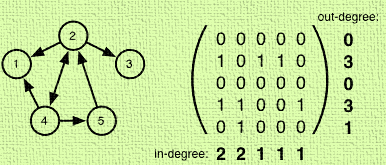 out-degree:
2
1
3
4
5
0 0 0 0 0 0
1 0 1 1 0 3
0 0 0 0 0 0
1 1 0 0 1 3
0 1 0 0 0 1
in-degree: 2 2 1 1 1